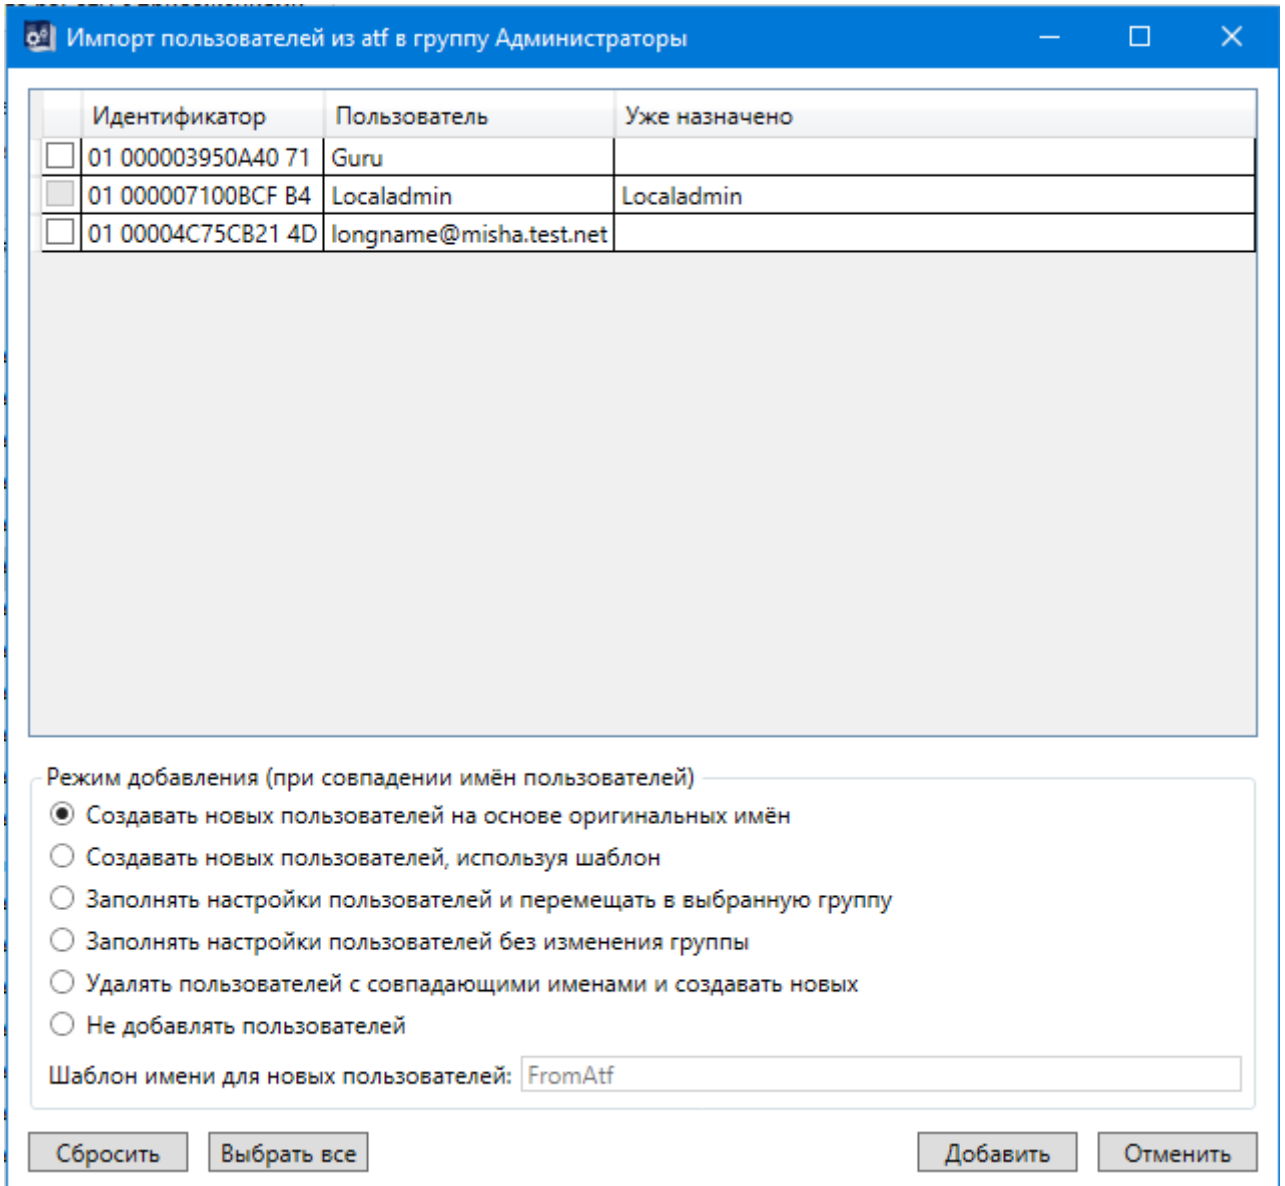 Импорт пользователей из atf в группу Администраторы
Идентификатор Пользователь Уже назначено
01 000003950A40 71 Guru
01 000007100BCF B4 Localadmin Localadmin
01 00004C75CB21 4D longname@misha.test.net
Режим добавления (при совпадении имён пользователей)
Создавать новых пользователей на основе оригинальных имён
Создавать новых пользователей, используя шаблон
Заполнять настройки пользователей и перемещать в выбранную группу
Заполнять настройки пользователей без изменения группы
Удалять пользователей с совпадающими именами и создавать новых
Не добавлять пользователей
Шаблон имени для новых пользователей: FromAtf
Сбросить Выбрать все Добавить Отменить